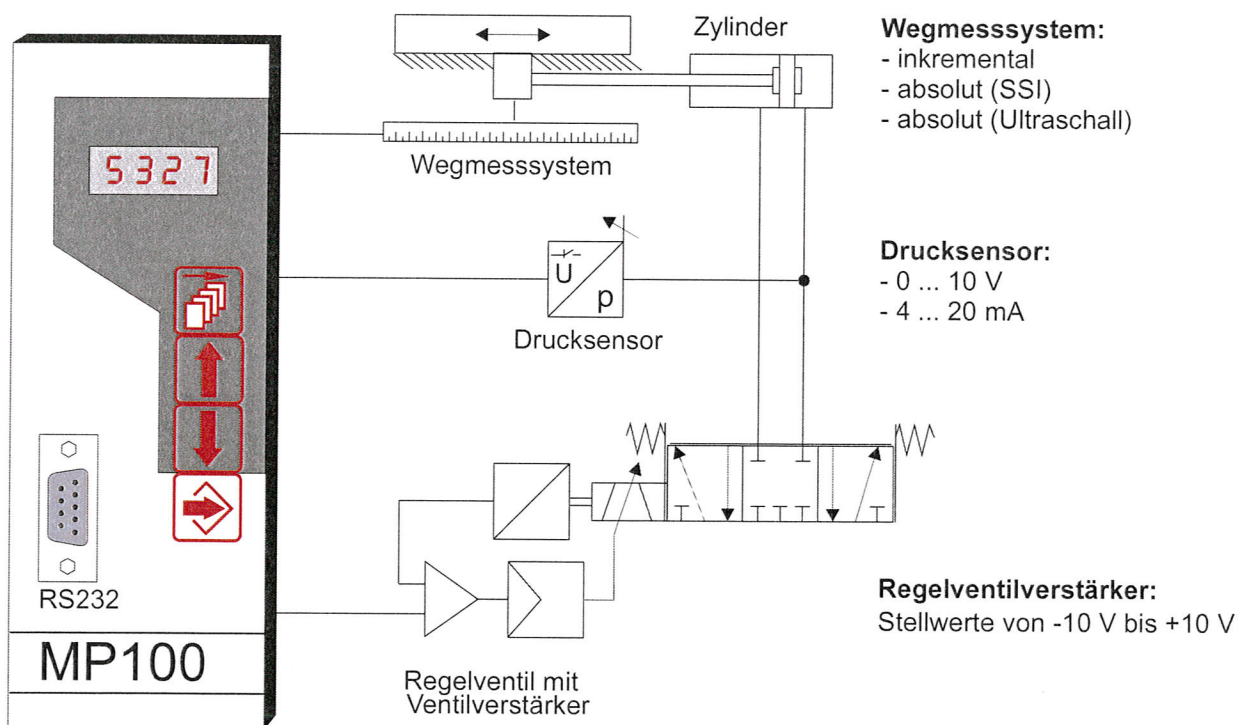 Zylinder
Wegmesssystem:
- inkremental
- absolut (SSI)
- absolut (Ultraschall)
5327
Wegmesssystem
U
p
Drucksensor
Drucksensor:
- 0 ... 10 V
- 4 ... 20 mA
RS232
MP100
Regelventil mit
Ventilverstärker
Regelventilverstärker:
Stellwerte von -10 V bis +10 V